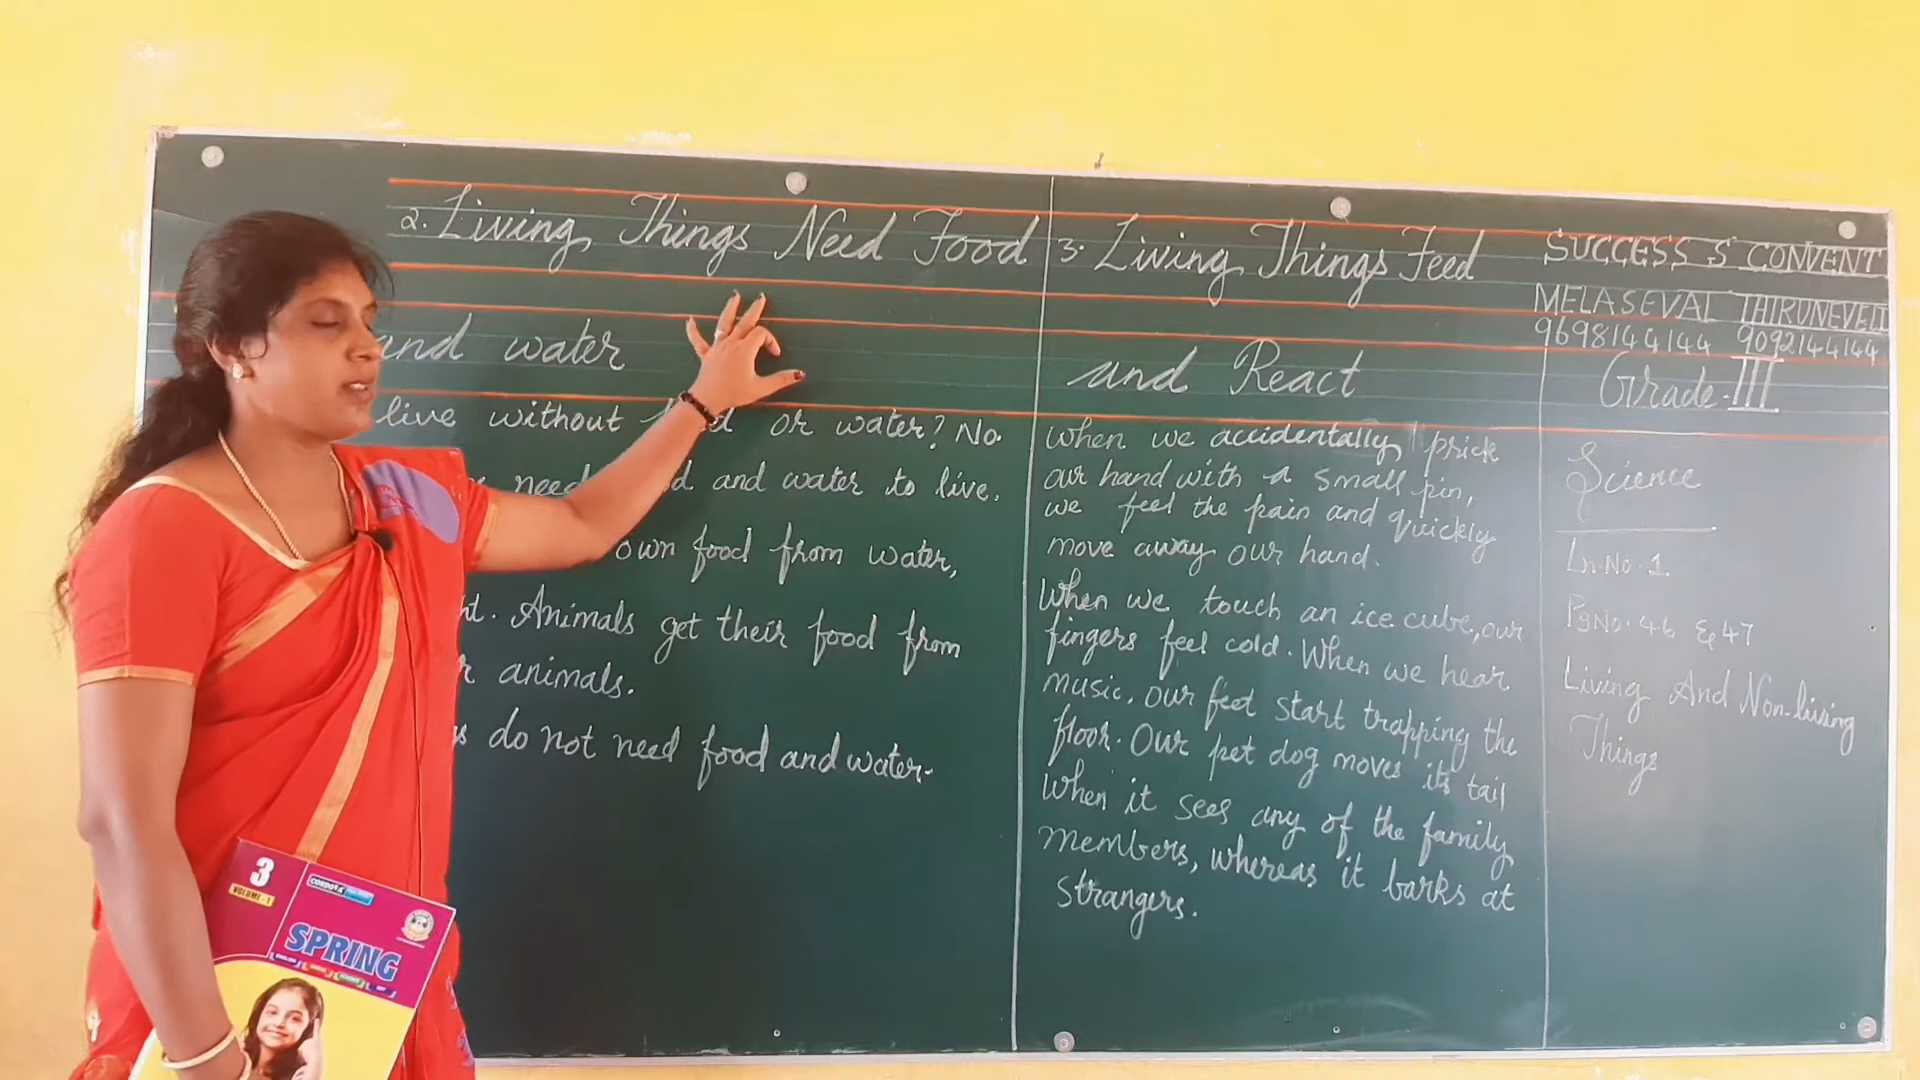 2. Living Things Need Food
and water
live without or water? No.
need and water to live.
own food from water,
Animals get their food from
animals.
do not need food and water.
3. Living Things Feed
and React
When we accidentally prick
our hand with a small pin,
we feel the pain and quickly
move away our hand.
When we touch an ice cube, our
fingers feel cold. When we hear
music, our feet start trapping the
floor. Our pet dog moves its tail
when it sees any of the family
members, whereas it barks at
strangers.
SUCCESS S CONVENT
MELASEVAL THIRUNEVELI
9698144144 9092144144
Grade-III
Science
Ln.No.1
PgNo.46 & 47
Living And Non-living
Things
3
VOLUME-1
CORDOVA
SPRING